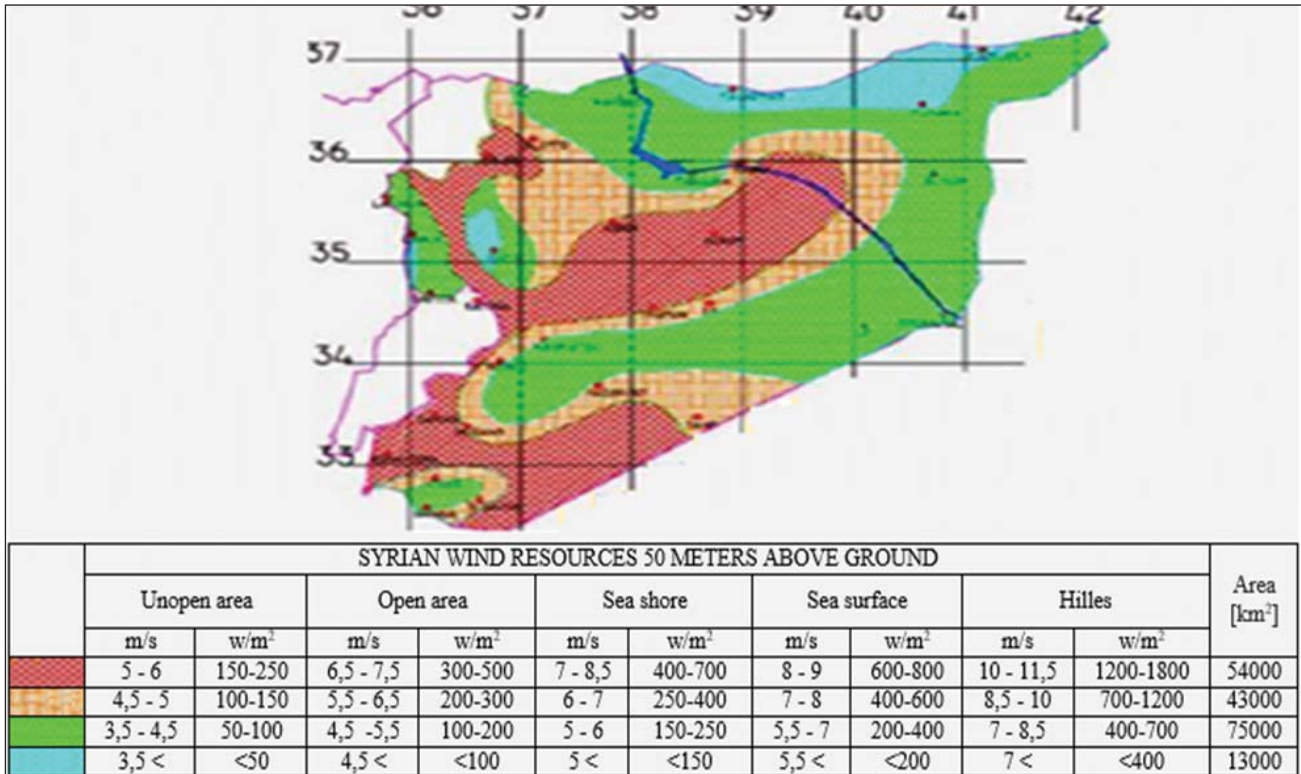 36 37 38 39 40 41 42
37
36
35
34
33
SYRIAN WIND RESOURCES 50 METERS ABOVE GROUND
Unopen area Open area Sea shore Sea surface Hilles Area [km²]
m/s w/m² m/s w/m² m/s w/m² m/s w/m² m/s w/m²
5 - 6 150-250 6,5 - 7,5 300-500 7 - 8,5 400-700 8 - 9 600-800 10 - 11,5 1200-1800 54000
4,5 - 5 100-150 5,5 - 6,5 200-300 6 - 7 250-400 7 - 8 400-600 8,5 - 10 700-1200 43000
3,5 - 4,5 50-100 4,5 -5,5 100-200 5 - 6 150-250 5,5 - 7 200-400 7 - 8,5 400-700 75000
3,5 < <50 4,5 < <100 5 < <150 5,5 < <200 7 < <400 13000